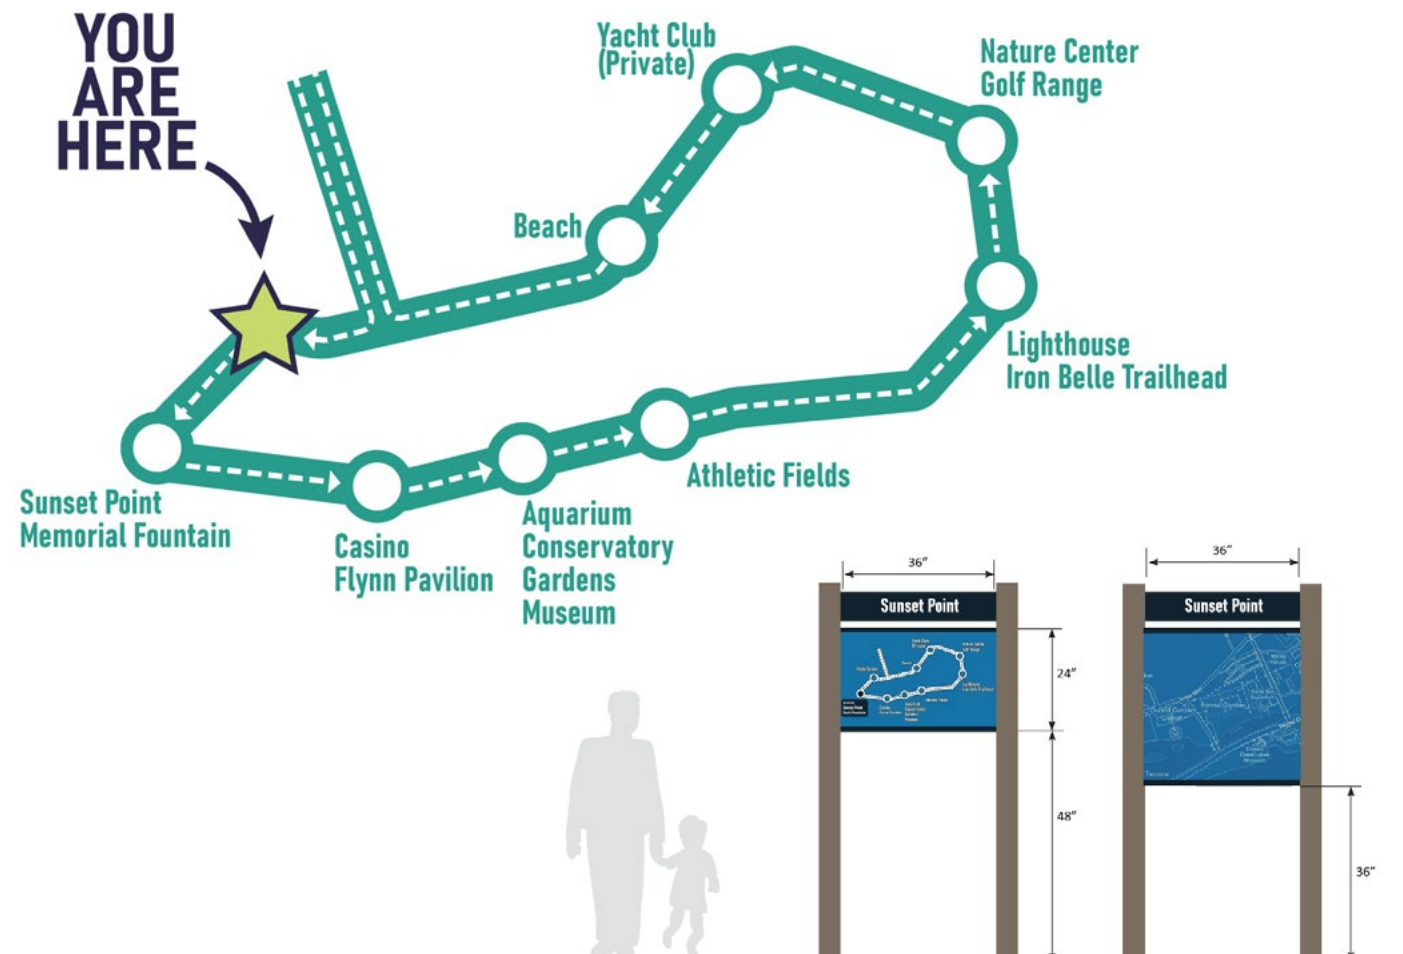 YOU
ARE
HERE
Yacht Club
(Private)
Nature Center
Golf Range
Beach
Lighthouse
Iron Belle Trailhead
Athletic Fields
Sunset Point
Memorial Fountain
Casino
Flynn Pavilion
Aquarium
Conservatory
Gardens
Museum
36"
Sunset Point
24"
48"
36"
Sunset Point
36"